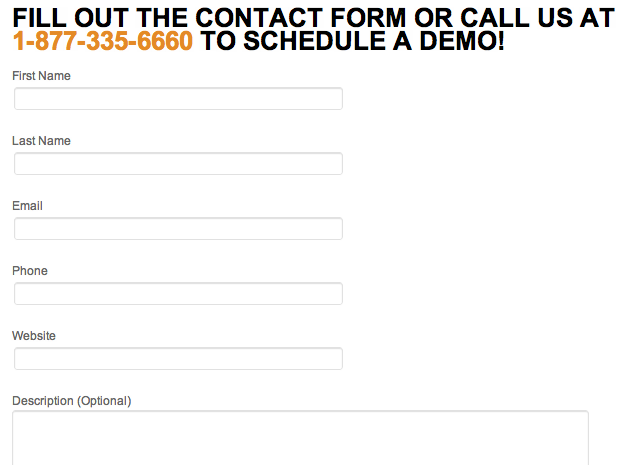 FILL OUT THE CONTACT FORM OR CALL US AT
1-877-335-6660 TO SCHEDULE A DEMO!
First Name
Last Name
Email
Phone
Website
Description (Optional)